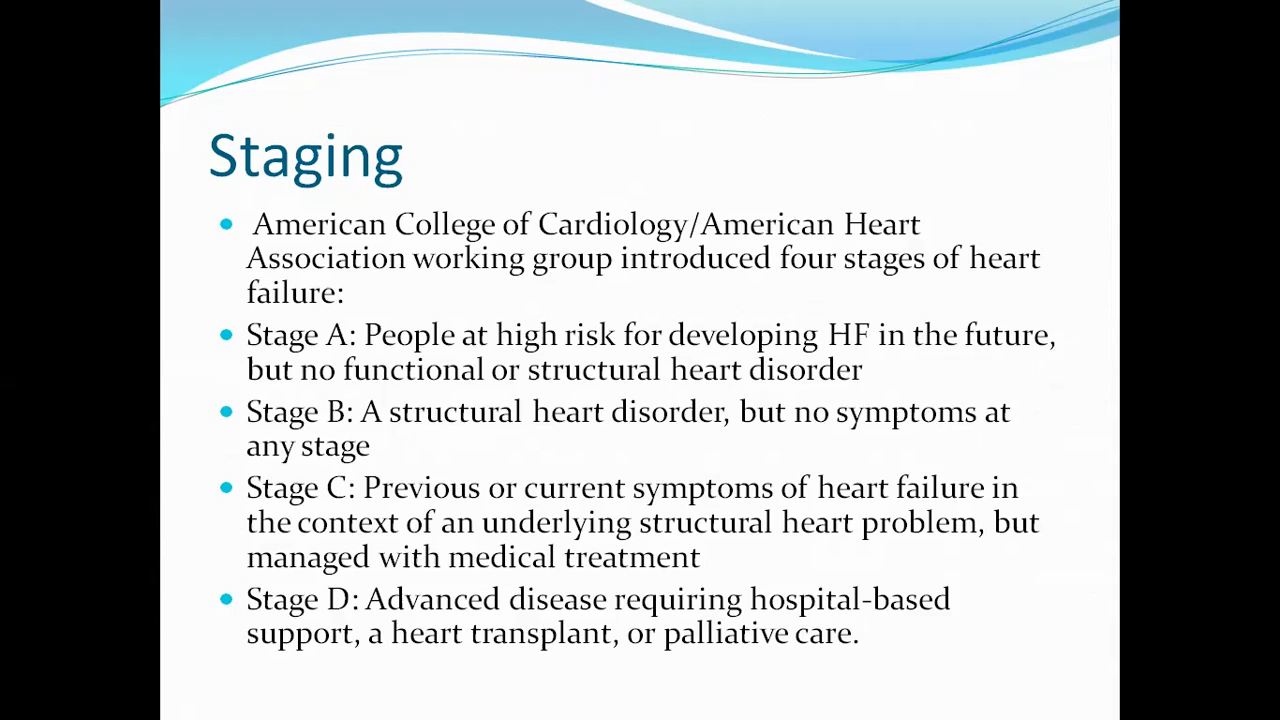 Staging
American College of Cardiology/American Heart
Association working group introduced four stages of heart
failure:
Stage A: People at high risk for developing HF in the future,
but no functional or structural heart disorder
Stage B: A structural heart disorder, but no symptoms at
any stage
Stage C: Previous or current symptoms of heart failure in
the context of an underlying structural heart problem, but
managed with medical treatment
Stage D: Advanced disease requiring hospital-based
support, a heart transplant, or palliative care.